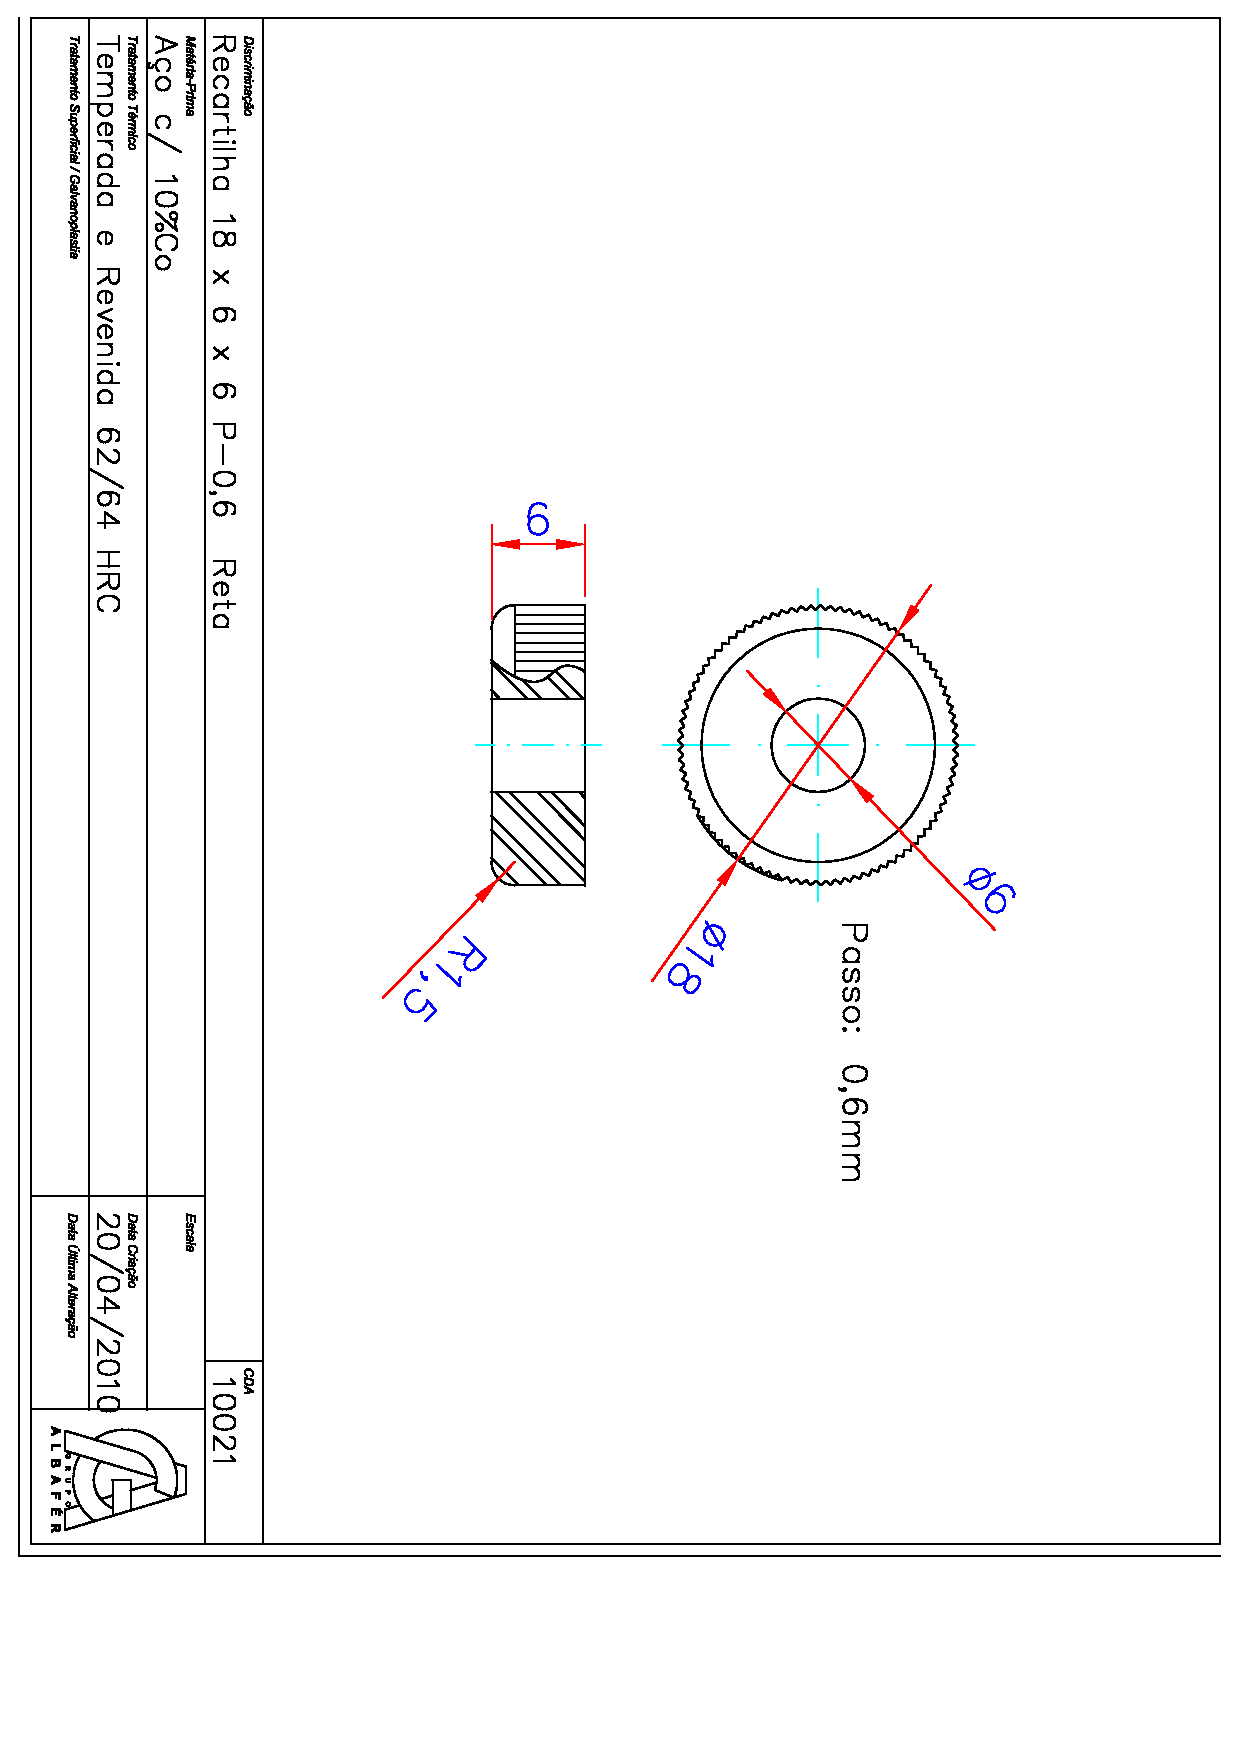 ø6
Passo: 0,6mm
ø18
6
R1,5
Discriminação
Recartilha 18 x 6 x 6 P-0,6 Reta
CDA
10021
Matéria-Prima
Aço c/ 10%Co
Escala
Tratamento Térmico
Temperada e Revenida 62/64 HRC
Data Criação
20/04/2010
Tratamento Superficial / Galvanoplastia
Data Última Alteração
GRUPO
ALBAFÉR